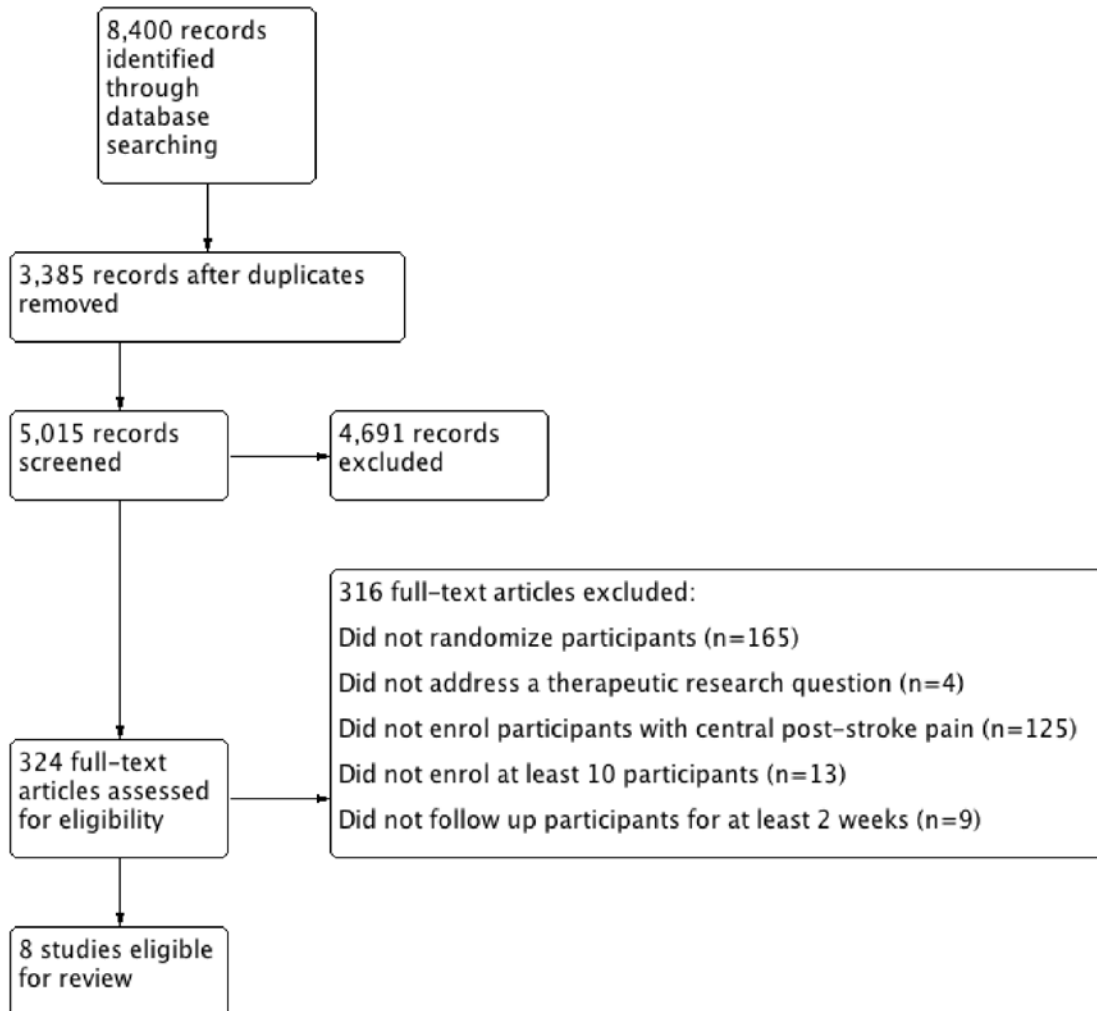 8,400 records
identified
through
database
searching
3,385 records after duplicates
removed
5,015 records
screened
4,691 records
excluded
316 full-text articles excluded:
Did not randomize participants (n=165)
Did not address a therapeutic research question (n=4)
Did not enrol participants with central post-stroke pain (n=125)
Did not enrol at least 10 participants (n=13)
Did not follow up participants for at least 2 weeks (n=9)
324 full-text
articles assessed
for eligibility
8 studies eligible
for review